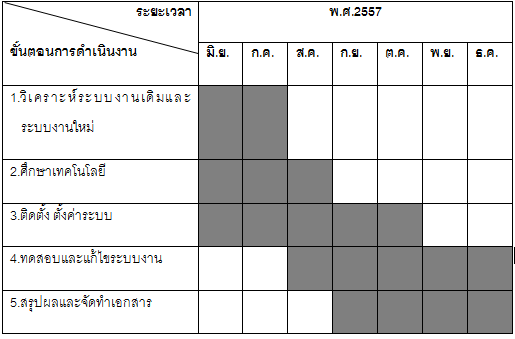 ระยะเวลา
พ.ศ.2557
ขั้นตอนการดำเนินงาน
มิ.ย. ก.ค. ส.ค. ก.ย. ต.ค. พ.ย. ธ.ค.
1.วิเคราะห์ระบบงานเดิมและ
ระบบงานใหม่
2.ศึกษาเทคโนโลยี
3.ติดตั้ง ตั้งค่าระบบ
4.ทดสอบและแก้ไขระบบงาน
5.สรุปผลและจัดทำเอกสาร